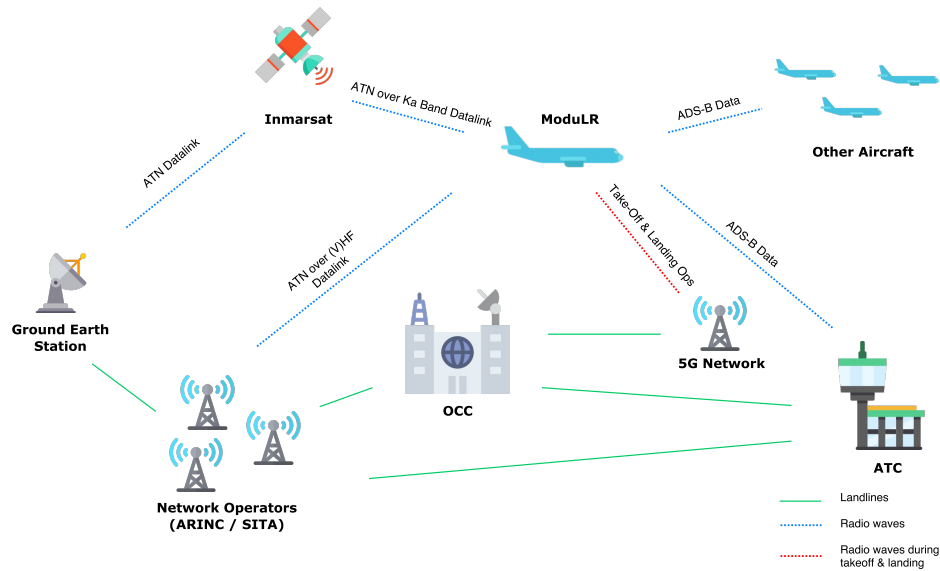 ATN over Ka Band Datalink
Inmarsat
ModuLR
ADS-B Data
Other Aircraft
ATN Datalink
Take-Off & Landing Ops
ADS-B Data
ATN over (V)HF
Datalink
Ground Earth
Station
5G Network
OCC
ATC
Network Operators
(ARINC / SITA)
Landlines
Radio waves
Radio waves during
takeoff & landing